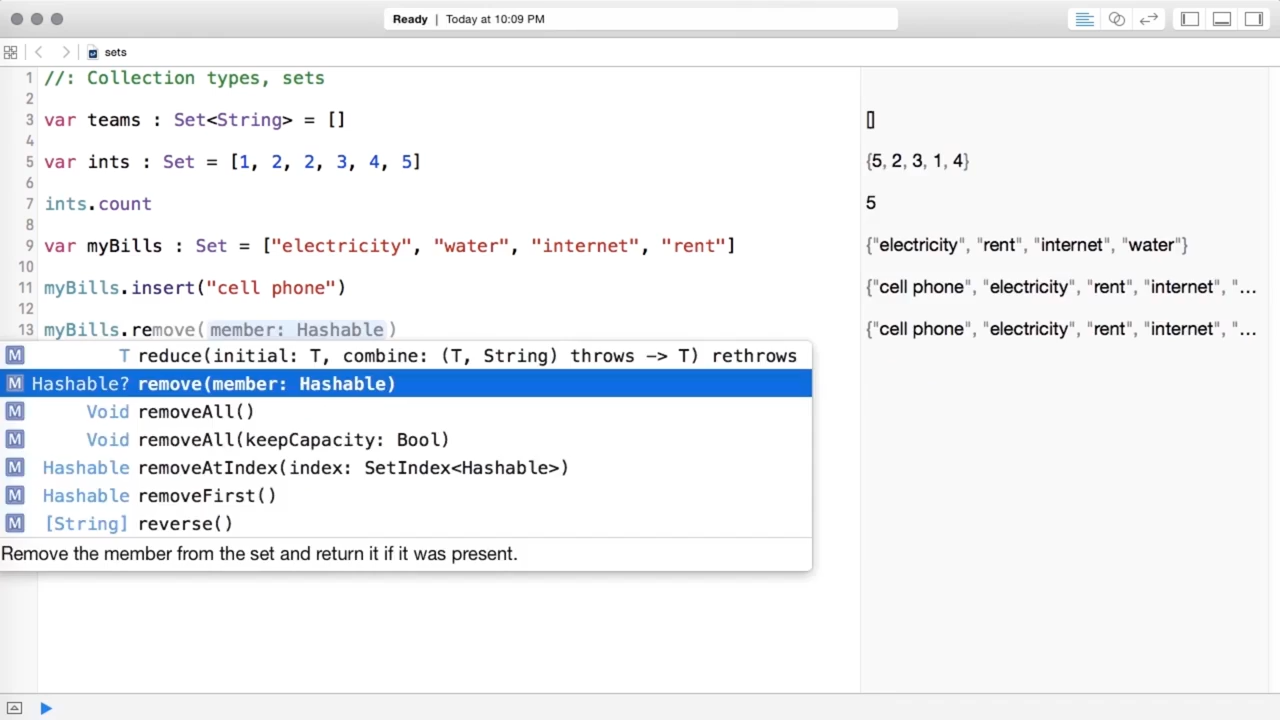 Ready | Today at 10:09 PM
sets
1 //: Collection types, sets
2
3 var teams : Set<String> = [] []
4
5 var ints : Set = [1, 2, 2, 3, 4, 5] {5, 2, 3, 1, 4}
6
7 ints.count 5
8
9 var myBills : Set = ["electricity", "water", "internet", "rent"] {"electricity", "rent", "internet", "water"}
10
11 myBills.insert("cell phone") {"cell phone", "electricity", "rent", "internet", "...
12
13 myBills.remove(member: Hashable) {"cell phone", "electricity", "rent", "internet", "...
M T reduce(initial: T, combine: (T, String) throws -> T) rethrows
M Hashable? remove(member: Hashable)
M Void removeAll()
M Void removeAll(keepCapacity: Bool)
M Hashable removeAtIndex(index: SetIndex<Hashable>)
M Hashable removeFirst()
M [String] reverse()
Remove the member from the set and return it if it was present.